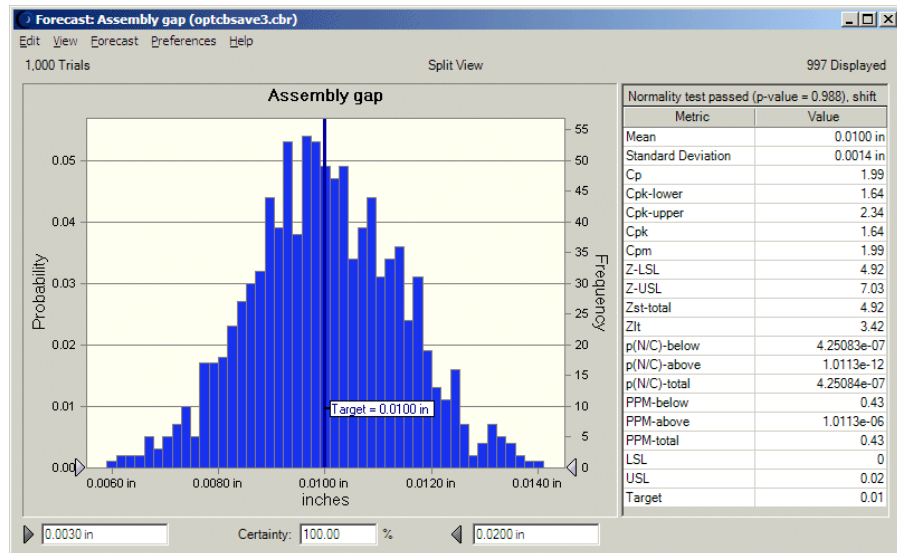 Forecast: Assembly gap (optcbsave3.cbr)
Edit View Forecast Preferences Help
1,000 Trials Split View 997 Displayed
Assembly gap
Probability
0.05
0.04
0.03
0.02
0.01
0.00
55
50
45
40
35
30
25
20
15
10
5
0
Frequency
Target = 0.0100 in
0.0060 in 0.0080 in 0.0100 in 0.0120 in 0.0140 in
inches
Normality test passed (p-value = 0.988), shift
Metric Value
Mean 0.0100 in
Standard Deviation 0.0014 in
Cp 1.99
Cpk-lower 1.64
Cpk-upper 2.34
Cpk 1.64
Cpm 1.99
Z-LSL 4.92
Z-USL 7.03
Zst-total 4.92
Zlt 3.42
p(N/C)-below 4.25083e-07
p(N/C)-above 1.0113e-12
p(N/C)-total 4.25084e-07
PPM-below 0.43
PPM-above 1.0113e-06
PPM-total 0.43
LSL 0
USL 0.02
Target 0.01
0.0030 in Certainty: 100.00 % 0.0200 in